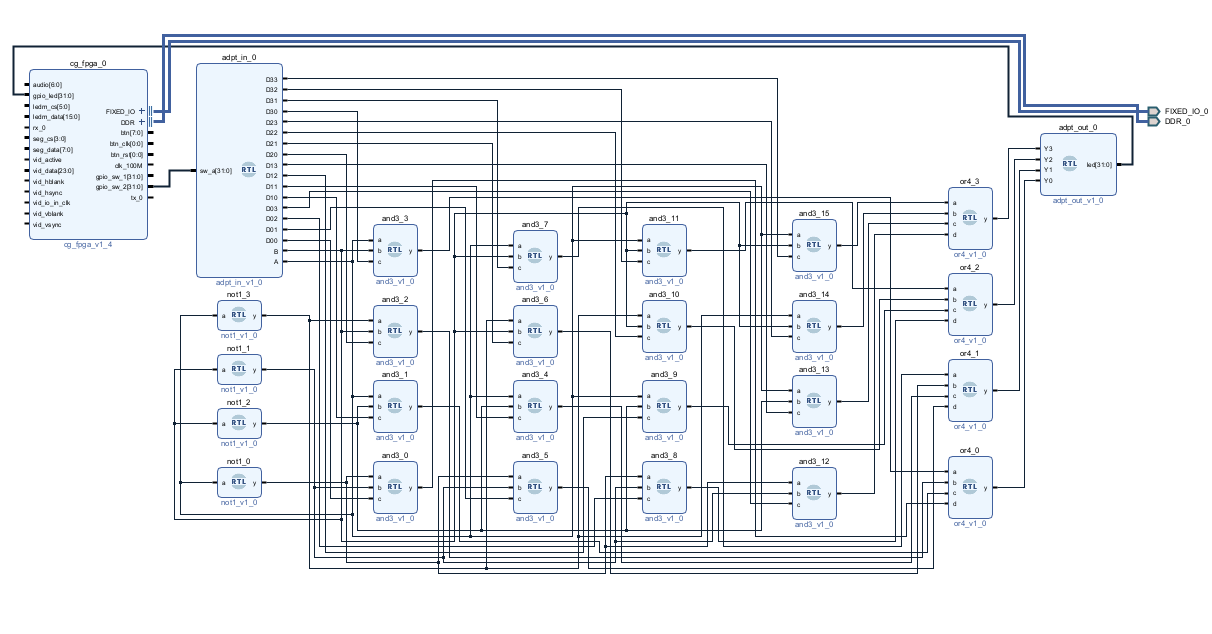 cg_fpga_0
audio[6:0]
gpio_led[31:0]
ledm_cs[5:0]
ledm_data[15:0]
rx_0
seg_cs[3:0]
seg_data[7:0]
vid_active
vid_data[23:0]
vid_hblank
vid_hsync
vid_io_in_clk
vid_vblank
vid_vsync
FIXED_IO
DDR
btn[7:0]
btn_clk[0:0]
btn_rst[0:0]
clk_100M
gpio_sw_1[31:0]
gpio_sw_2[31:0]
tx_0
cg_fpga_v1_4
adpt_in_0
sw_a[31:0]
RTL
D33
D32
D31
D30
D23
D22
D21
D20
D13
D12
D11
D10
D03
D02
D01
D00
B
A
adpt_in_v1_0
not1_3
a RTL y
not1_v1_0
not1_1
a RTL y
not1_v1_0
not1_2
a RTL y
not1_v1_0
not1_0
a RTL y
not1_v1_0
and3_3
a
b RTL y
c
and3_v1_0
and3_2
a
b RTL y
c
and3_v1_0
and3_1
a
b RTL y
c
and3_v1_0
and3_0
a
b RTL y
c
and3_v1_0
and3_7
a
b RTL y
c
and3_v1_0
and3_6
a
b RTL y
c
and3_v1_0
and3_4
a
b RTL y
c
and3_v1_0
and3_5
a
b RTL y
c
and3_v1_0
and3_11
a
b RTL y
c
and3_v1_0
and3_10
a
b RTL y
c
and3_v1_0
and3_9
a
b RTL y
c
and3_v1_0
and3_8
a
b RTL y
c
and3_v1_0
and3_15
a
b RTL y
c
and3_v1_0
and3_14
a
b RTL y
c
and3_v1_0
and3_13
a
b RTL y
c
and3_v1_0
and3_12
a
b RTL y
c
and3_v1_0
or4_3
a
b
c
d
RTL y
or4_v1_0
or4_2
a
b
c
d
RTL y
or4_v1_0
or4_1
a
b
c
d
RTL y
or4_v1_0
or4_0
a
b
c
d
RTL y
or4_v1_0
adpt_out_0
Y3
Y2
Y1
Y0
RTL
led[31:0]
adpt_out_v1_0
FIXED_IO_0
DDR_0